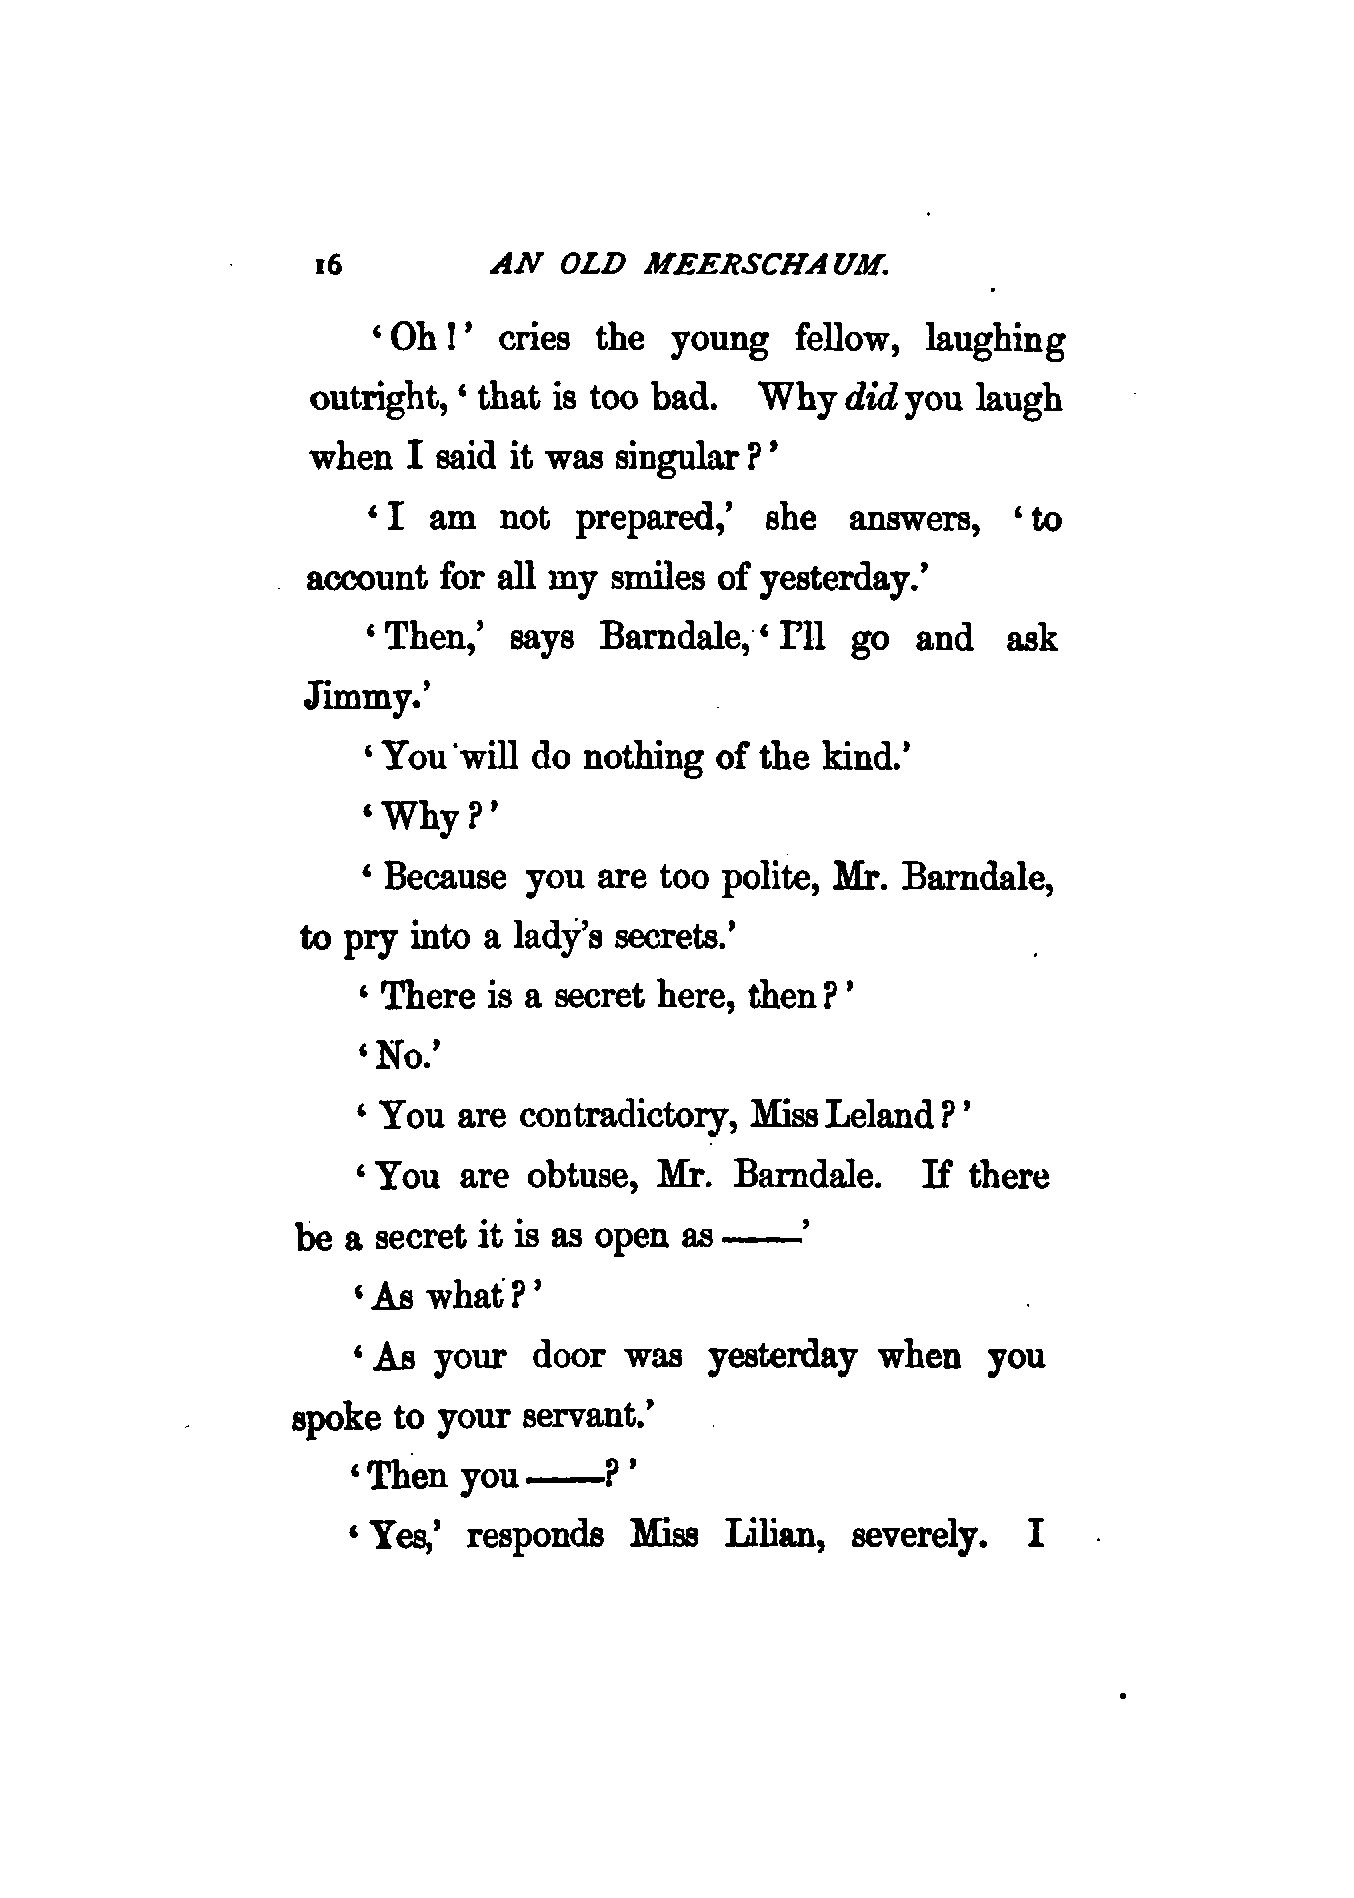 16 AN OLD MEERSCHAUM.
‘Oh!’ cries the young fellow, laughing
outright, ‘that is too bad. Why did you laugh
when I said it was singular?’
‘I am not prepared,’ she answers, ‘to
account for all my smiles of yesterday.’
‘Then,’ says Barndale, ‘I’ll go and ask
Jimmy.’
‘You will do nothing of the kind.’
‘Why?’
‘Because you are too polite, Mr. Barndale,
to pry into a lady’s secrets.’
‘There is a secret here, then?’
‘No.’
‘You are contradictory, Miss Leland?’
‘You are obtuse, Mr. Barndale. If there
be a secret it is as open as ——’
‘As what?’
‘As your door was yesterday when you
spoke to your servant.’
‘Then you ——?’
‘Yes,’ responds Miss Lilian, severely. I